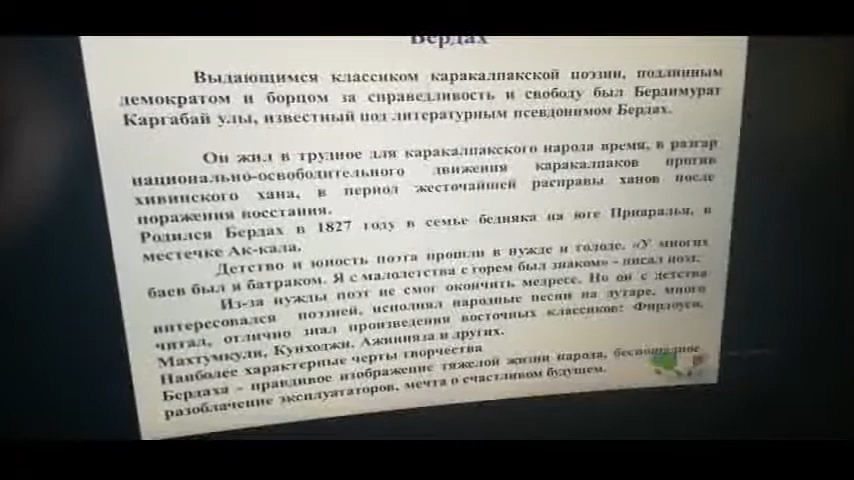 Бердах
Выдающимся классиком каракалпакской поэзии, подлинным
демократом и борцом за справедливость и свободу был Бердимурат
Каргабай улы, известный под литературным псевдонимом Бердах.
Он жил в трудное для каракалпакского народа время, в разгар
национально-освободительного движения каракалпаков против
хивинского хана, в период жесточайшей расправы ханов после
поражения восстания.
Родился Бердах в 1827 году в семье бедняка на юге Приаралья, в
местечке Ак-кала.
Детство и юность поэта прошли в нужде и голоде. «У многих
баев был я батраком. Я с малолетства с горем был знаком» - писал поэт.
Из-за нужды поэт не смог окончить медресе. Но он с детства
интересовался поэзией, исполнял народные песни на дутаре, много
читал, отлично знал произведения восточных классиков: Фирдоуси,
Махтумкули, Кунходжи, Ажинияза и других.
Наиболее характерные черты творчества
Бердаха - правдивое изображение тяжелой жизни народа, беспощадное
разоблачение эксплуататоров, мечта о счастливом будущем.